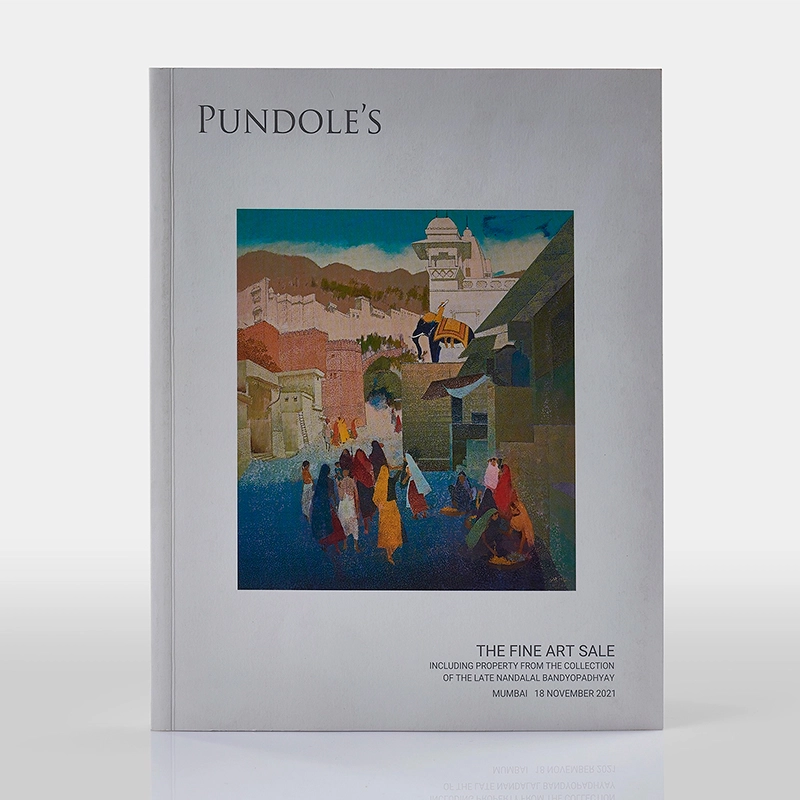 PUNDOLE'S
THE FINE ART SALE
INCLUDING PROPERTY FROM THE COLLECTION
OF THE LATE NANDALAL BANDYOPADHYAY
MUMBAI 18 NOVEMBER 2021